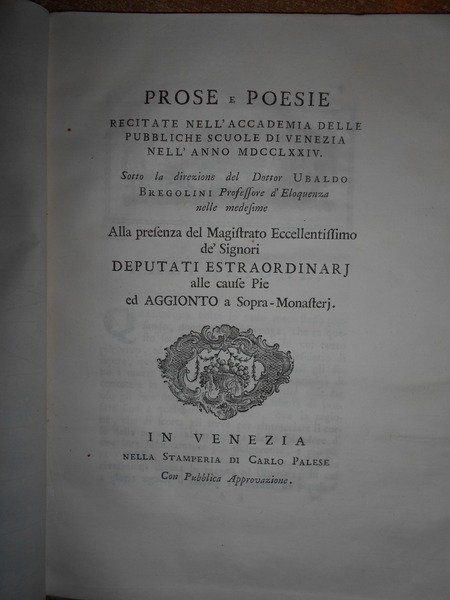 PROSE E POESIE
RECITATE NELL'ACCADEMIA DELLE
PUBBLICHE SCUOLE DI VENEZIA
NELL'ANNO MDCCLXXIV.
Sotto la direzione del Dottor UBALDO
BREGOLINI Profeſſore d'Eloquenza
nelle medeſime
Alla preſenza del Magiſtrato Eccellentiſſimo
de' Signori
DEPUTATI ESTRAORDINARJ
alle cauſe Pie
ed AGGIONTO a Sopra-Monaſterj.
IN VENEZIA
NELLA STAMPERIA DI CARLO PALESE
Con Pubblica Approvazione.